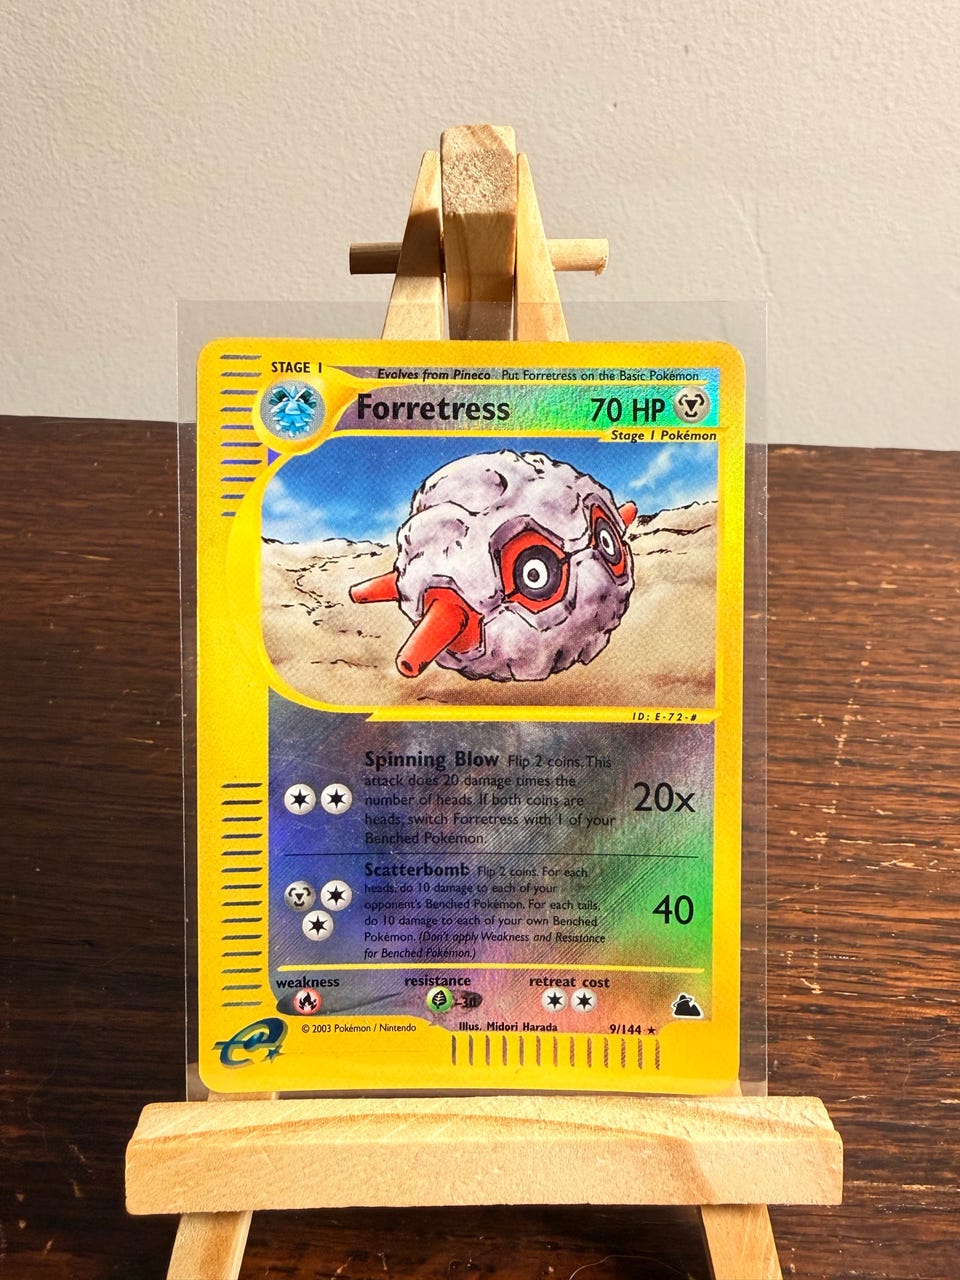 STAGE 1
Evolves from Pineco Put Forretress on the Basic Pokémon
Forretress 70 HP
Stage 1 Pokémon
ID: E-72-#
Spinning Blow Flip 2 coins. This
attack does 20 damage times the
number of heads. If both coins are
heads, switch Forretress with 1 of your
Benched Pokémon.
20x
Scatterbomb Flip 2 coins. For each
heads, do 10 damage to each of your
opponent's Benched Pokémon. For each tails,
do 10 damage to each of your own Benched
Pokémon. (Don't apply Weakness and Resistance
for Benched Pokémon.)
40
weakness resistance retreat cost
-30
© 2003 Pokémon / Nintendo Illus. Midori Harada 9/144 ★
e